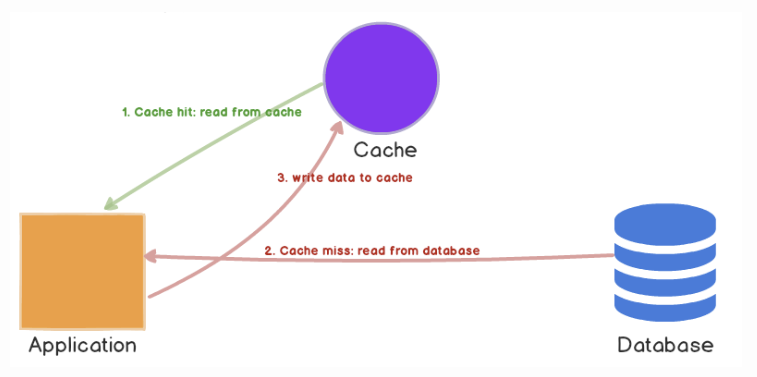 1. Cache hit: read from cache
Cache
3. write data to cache
2. Cache miss: read from database
Application
Database